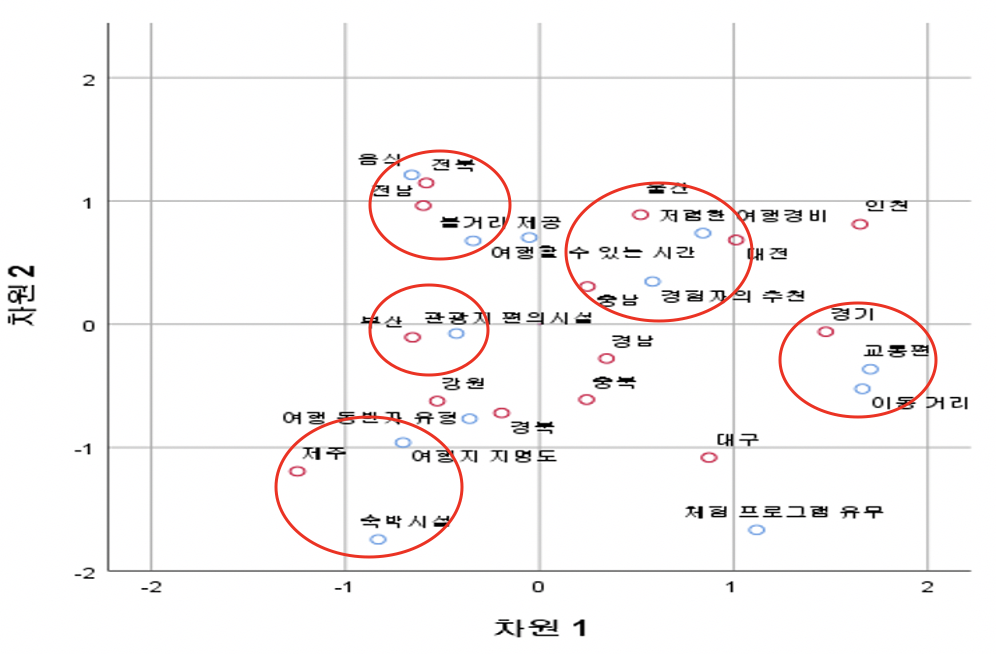 2
1
0
-1
-2
-2
-1
0
1
2
차원 2
차원 1
음식
전북
전남
볼거리 제공
여행할 수 있는 시간
울산
저렴한 여행경비
대전
인천
충남
경험자의 추천
부산
관광지 편의시설
경기
교통편
이동 거리
경남
충북
강원
여행 동반자 유형
경북
여행지 지명도
제주
숙박시설
대구
체험 프로그램 유무